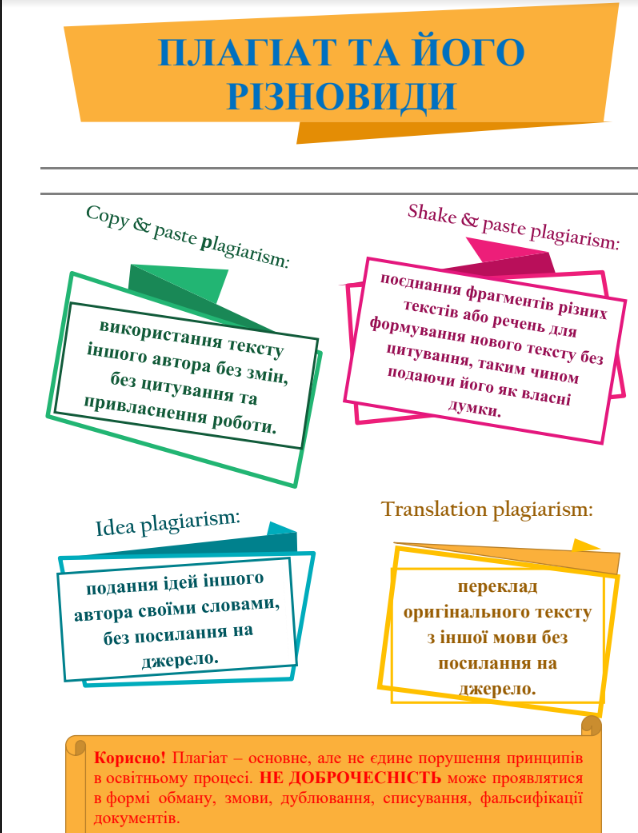 ПЛАГІАТ ТА ЙОГО
РІЗНОВИДИ
Copy & paste plagiarism:
використання тексту
іншого автора без змін,
без цитування та
привласнення роботи.
Shake & paste plagiarism:
поєднання фрагментів різних
текстів або речень для
формування нового тексту без
цитування, таким чином
подаючи його як власні
думки.
Idea plagiarism:
подання ідей іншого
автора своїми словами,
без посилання на
джерело.
Translation plagiarism:
переклад
оригінального тексту
з іншої мови без
посилання на
джерело.
Корисно! Плагіат – основне, але не єдине порушення принципів
в освітньому процесі. НЕ ДОБРОЧЕСНІСТЬ може проявлятися
в формі обману, змови, дублювання, списування, фальсифікації
документів.